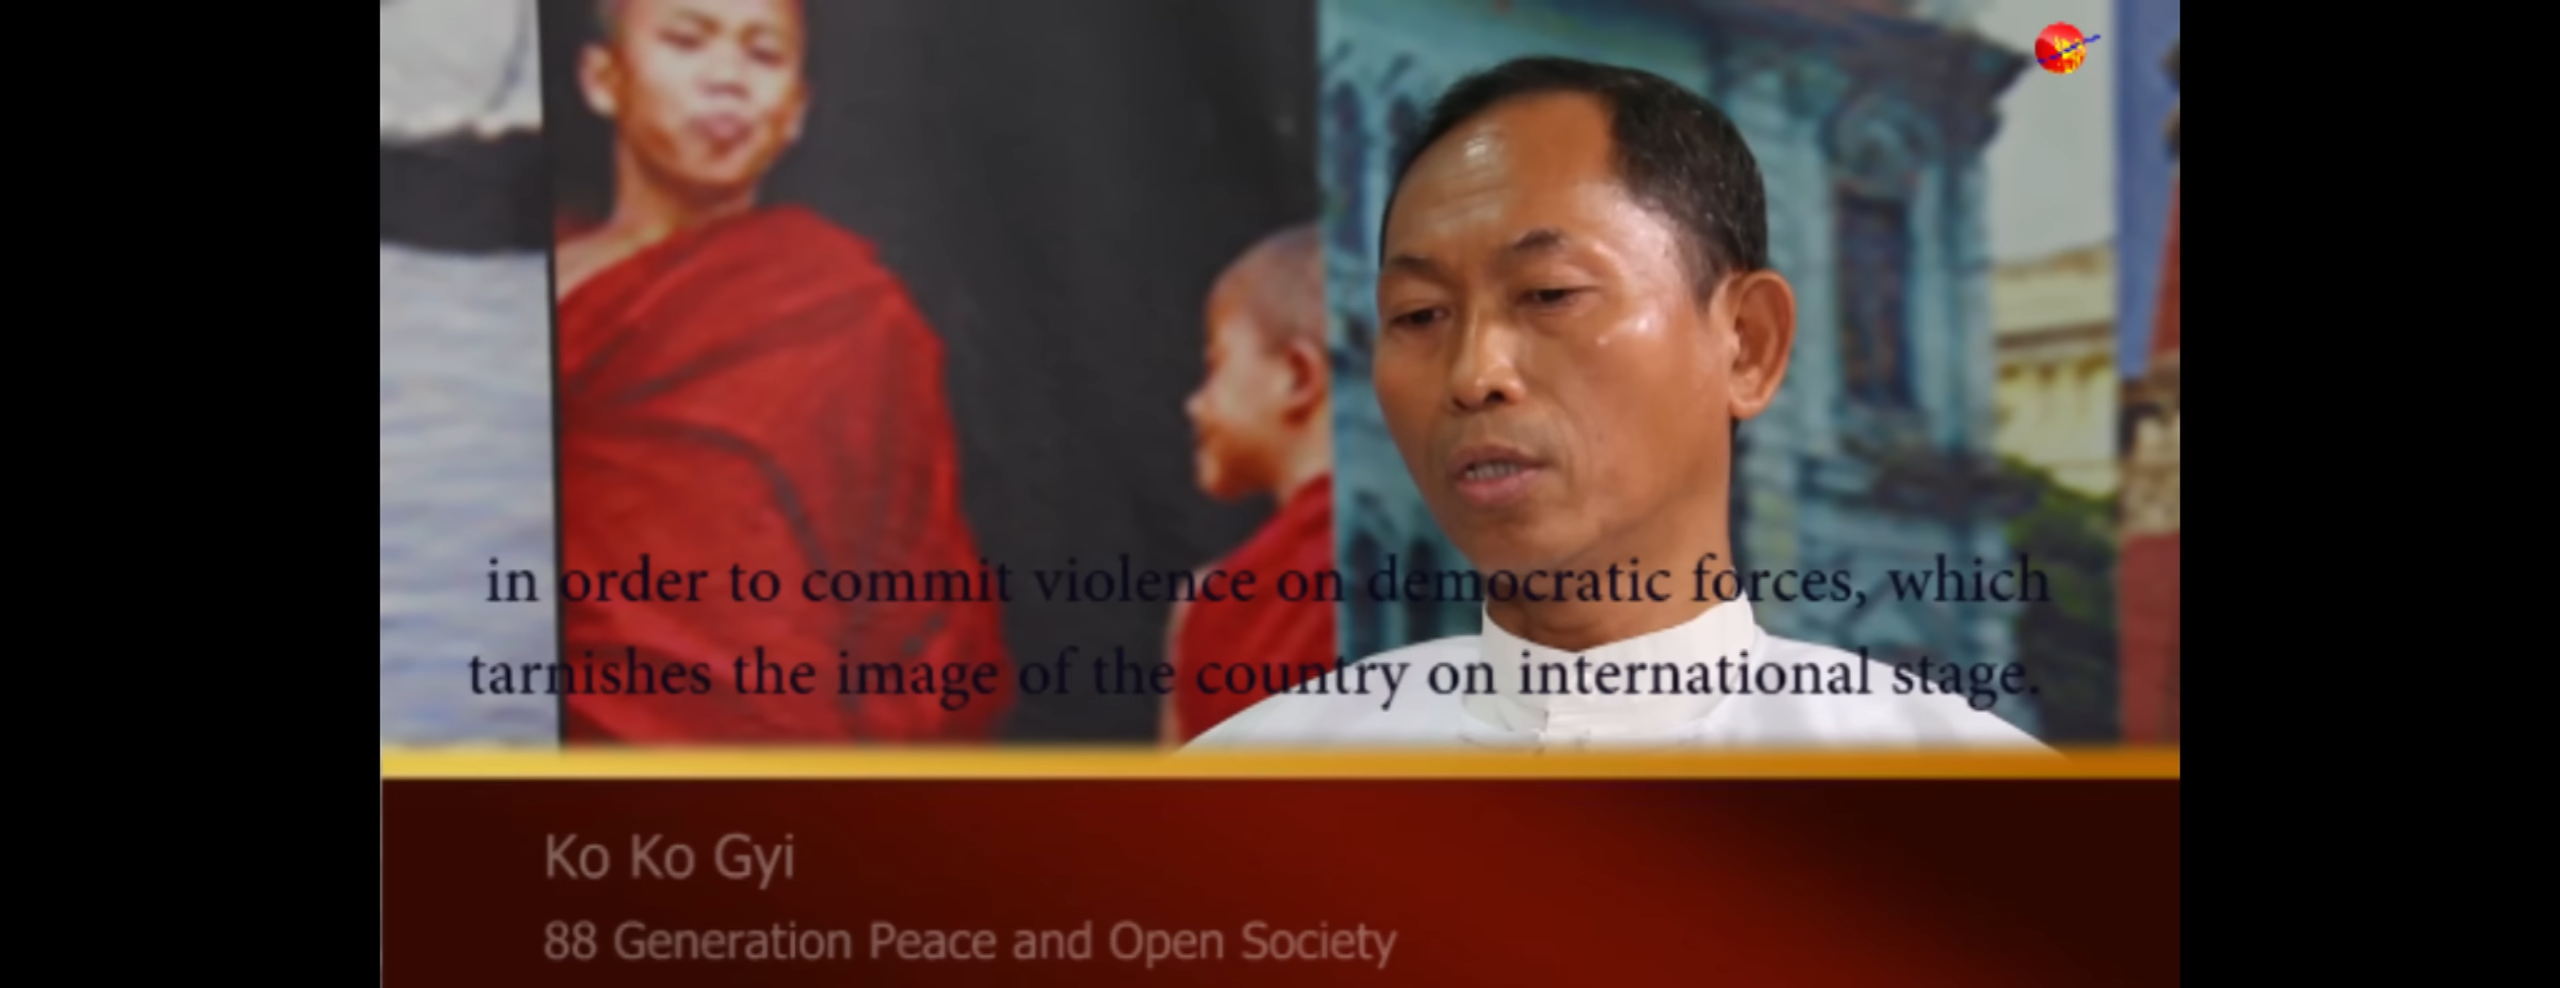 in order to commit violence on democratic forces, which
tarnishes the image of the country on international stage.
Ko Ko Gyi
88 Generation Peace and Open Society